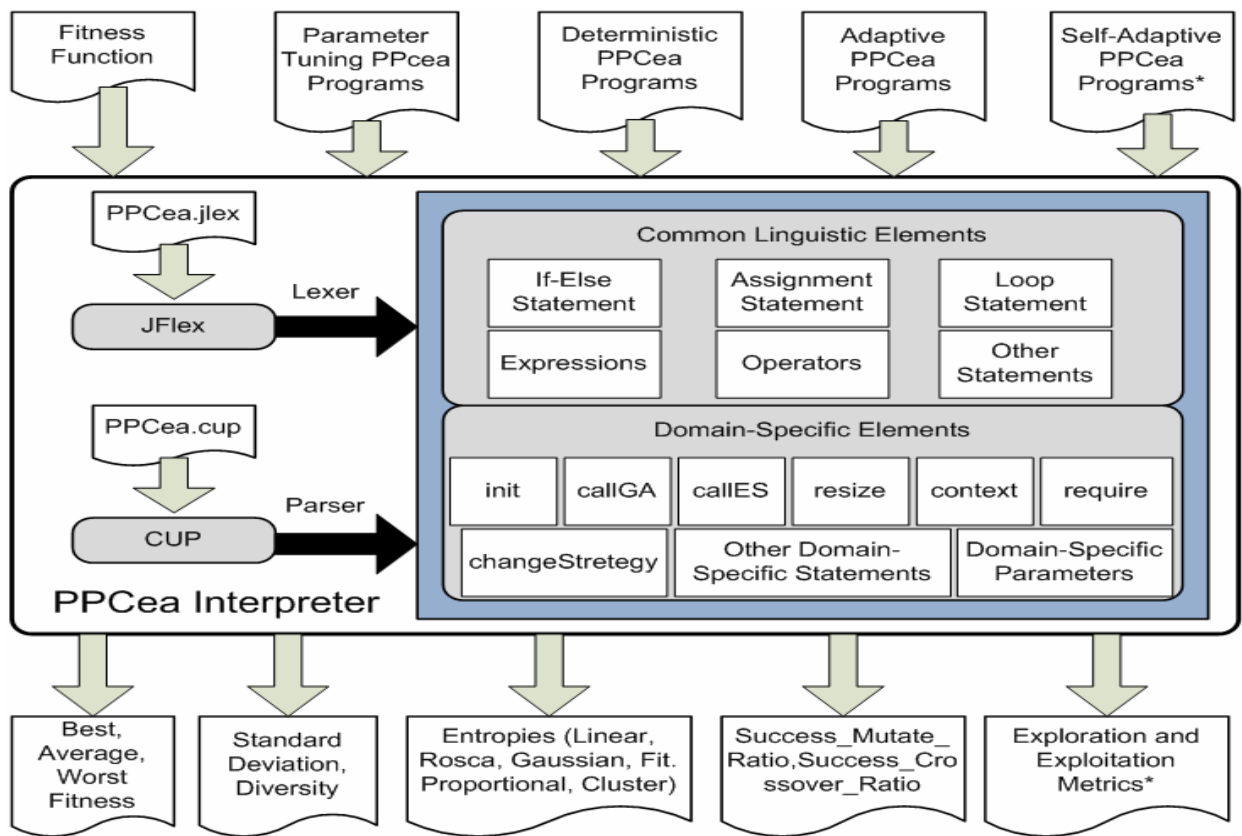 Fitness
Function
Parameter
Tuning PPcea
Programs
Deterministic
PPCea
Programs
Adaptive
PPCea
Programs
Self-Adaptive
PPCea
Programs*
PPCea.jlex
JFlex
Lexer
PPCea.cup
CUP
Parser
PPCea Interpreter
Common Linguistic Elements
If-Else
Statement
Assignment
Statement
Loop
Statement
Expressions
Operators
Other
Statements
Domain-Specific Elements
init
callGA
callES
resize
context
require
changeStretegy
Other Domain-
Specific Statements
Domain-Specific
Parameters
Best,
Average,
Worst
Fitness
Standard
Deviation,
Diversity
Entropies (Linear,
Rosca, Gaussian, Fit.
Proportional, Cluster)
Success_Mutate_
Ratio,Success_Cro
ssover_Ratio
Exploration and
Exploitation
Metrics*